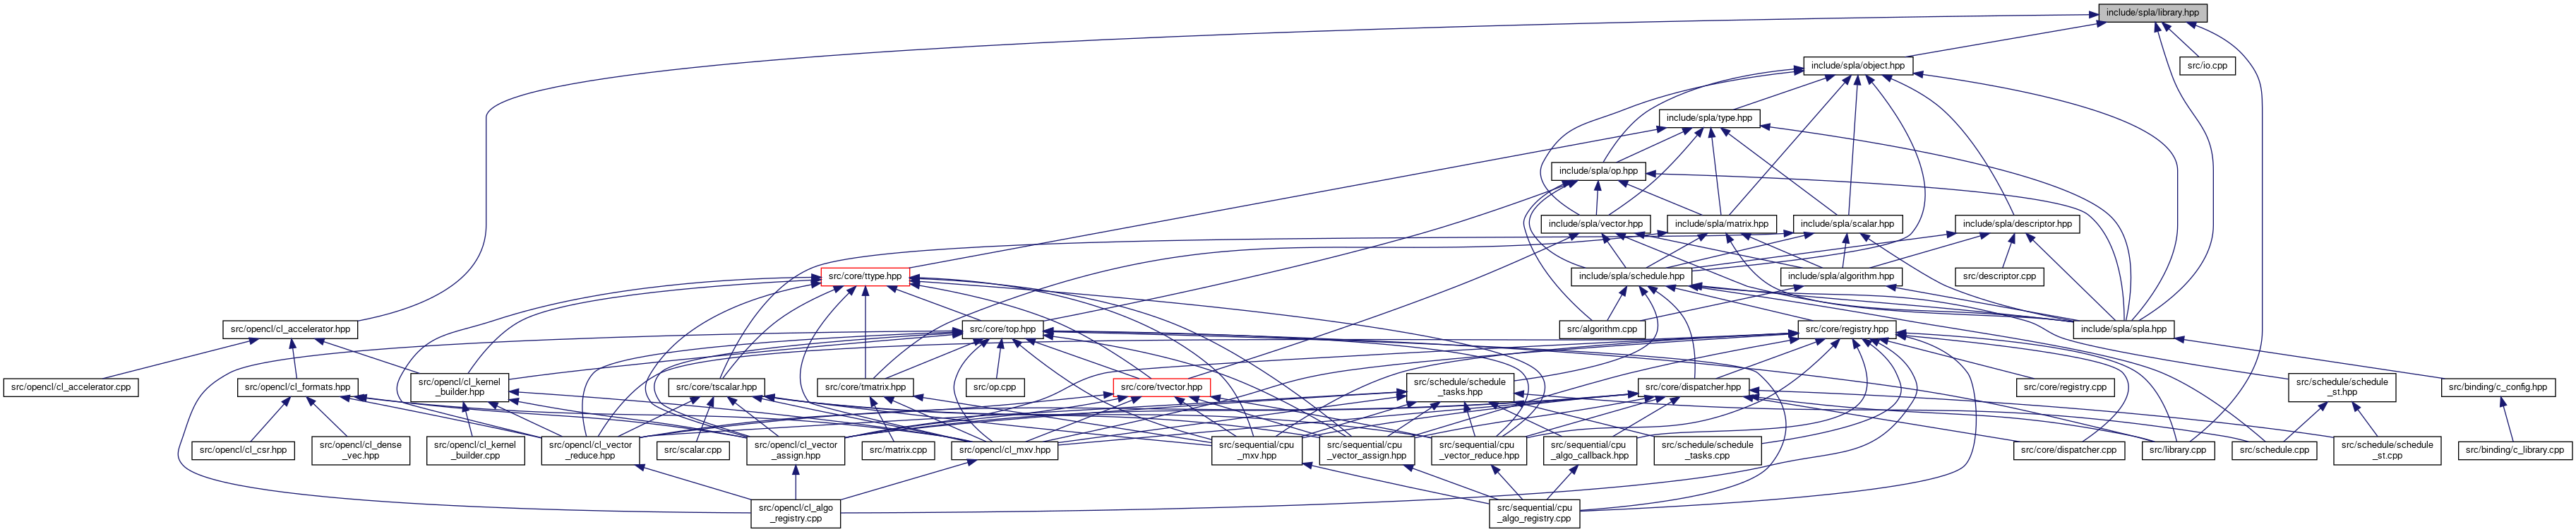 include/spla/library.hpp
include/spla/object.hpp
src/io.cpp
include/spla/type.hpp
include/spla/op.hpp
include/spla/vector.hpp
include/spla/matrix.hpp
include/spla/scalar.hpp
include/spla/descriptor.hpp
src/core/ttype.hpp
include/spla/schedule.hpp
include/spla/algorithm.hpp
src/descriptor.cpp
src/opencl/cl_accelerator.hpp
src/core/top.hpp
src/algorithm.cpp
src/core/registry.hpp
include/spla/spla.hpp
src/opencl/cl_accelerator.cpp
src/opencl/cl_formats.hpp
src/opencl/cl_kernel
_builder.hpp
src/core/tscalar.hpp
src/core/tmatrix.hpp
src/op.cpp
src/core/tvector.hpp
src/schedule/schedule
_tasks.hpp
src/core/dispatcher.hpp
src/core/registry.cpp
src/schedule/schedule
_st.hpp
src/binding/c_config.hpp
src/opencl/cl_csr.hpp
src/opencl/cl_dense
_vec.hpp
src/opencl/cl_kernel
_builder.cpp
src/opencl/cl_vector
_reduce.hpp
src/scalar.cpp
src/opencl/cl_vector
_assign.hpp
src/matrix.cpp
src/opencl/cl_mxv.hpp
src/sequential/cpu
_mxv.hpp
src/sequential/cpu
_vector_assign.hpp
src/sequential/cpu
_vector_reduce.hpp
src/sequential/cpu
_algo_callback.hpp
src/schedule/schedule
_tasks.cpp
src/core/dispatcher.cpp
src/library.cpp
src/schedule.cpp
src/schedule/schedule
_st.cpp
src/binding/c_library.cpp
src/opencl/cl_algo
_registry.cpp
src/sequential/cpu
_algo_registry.cpp